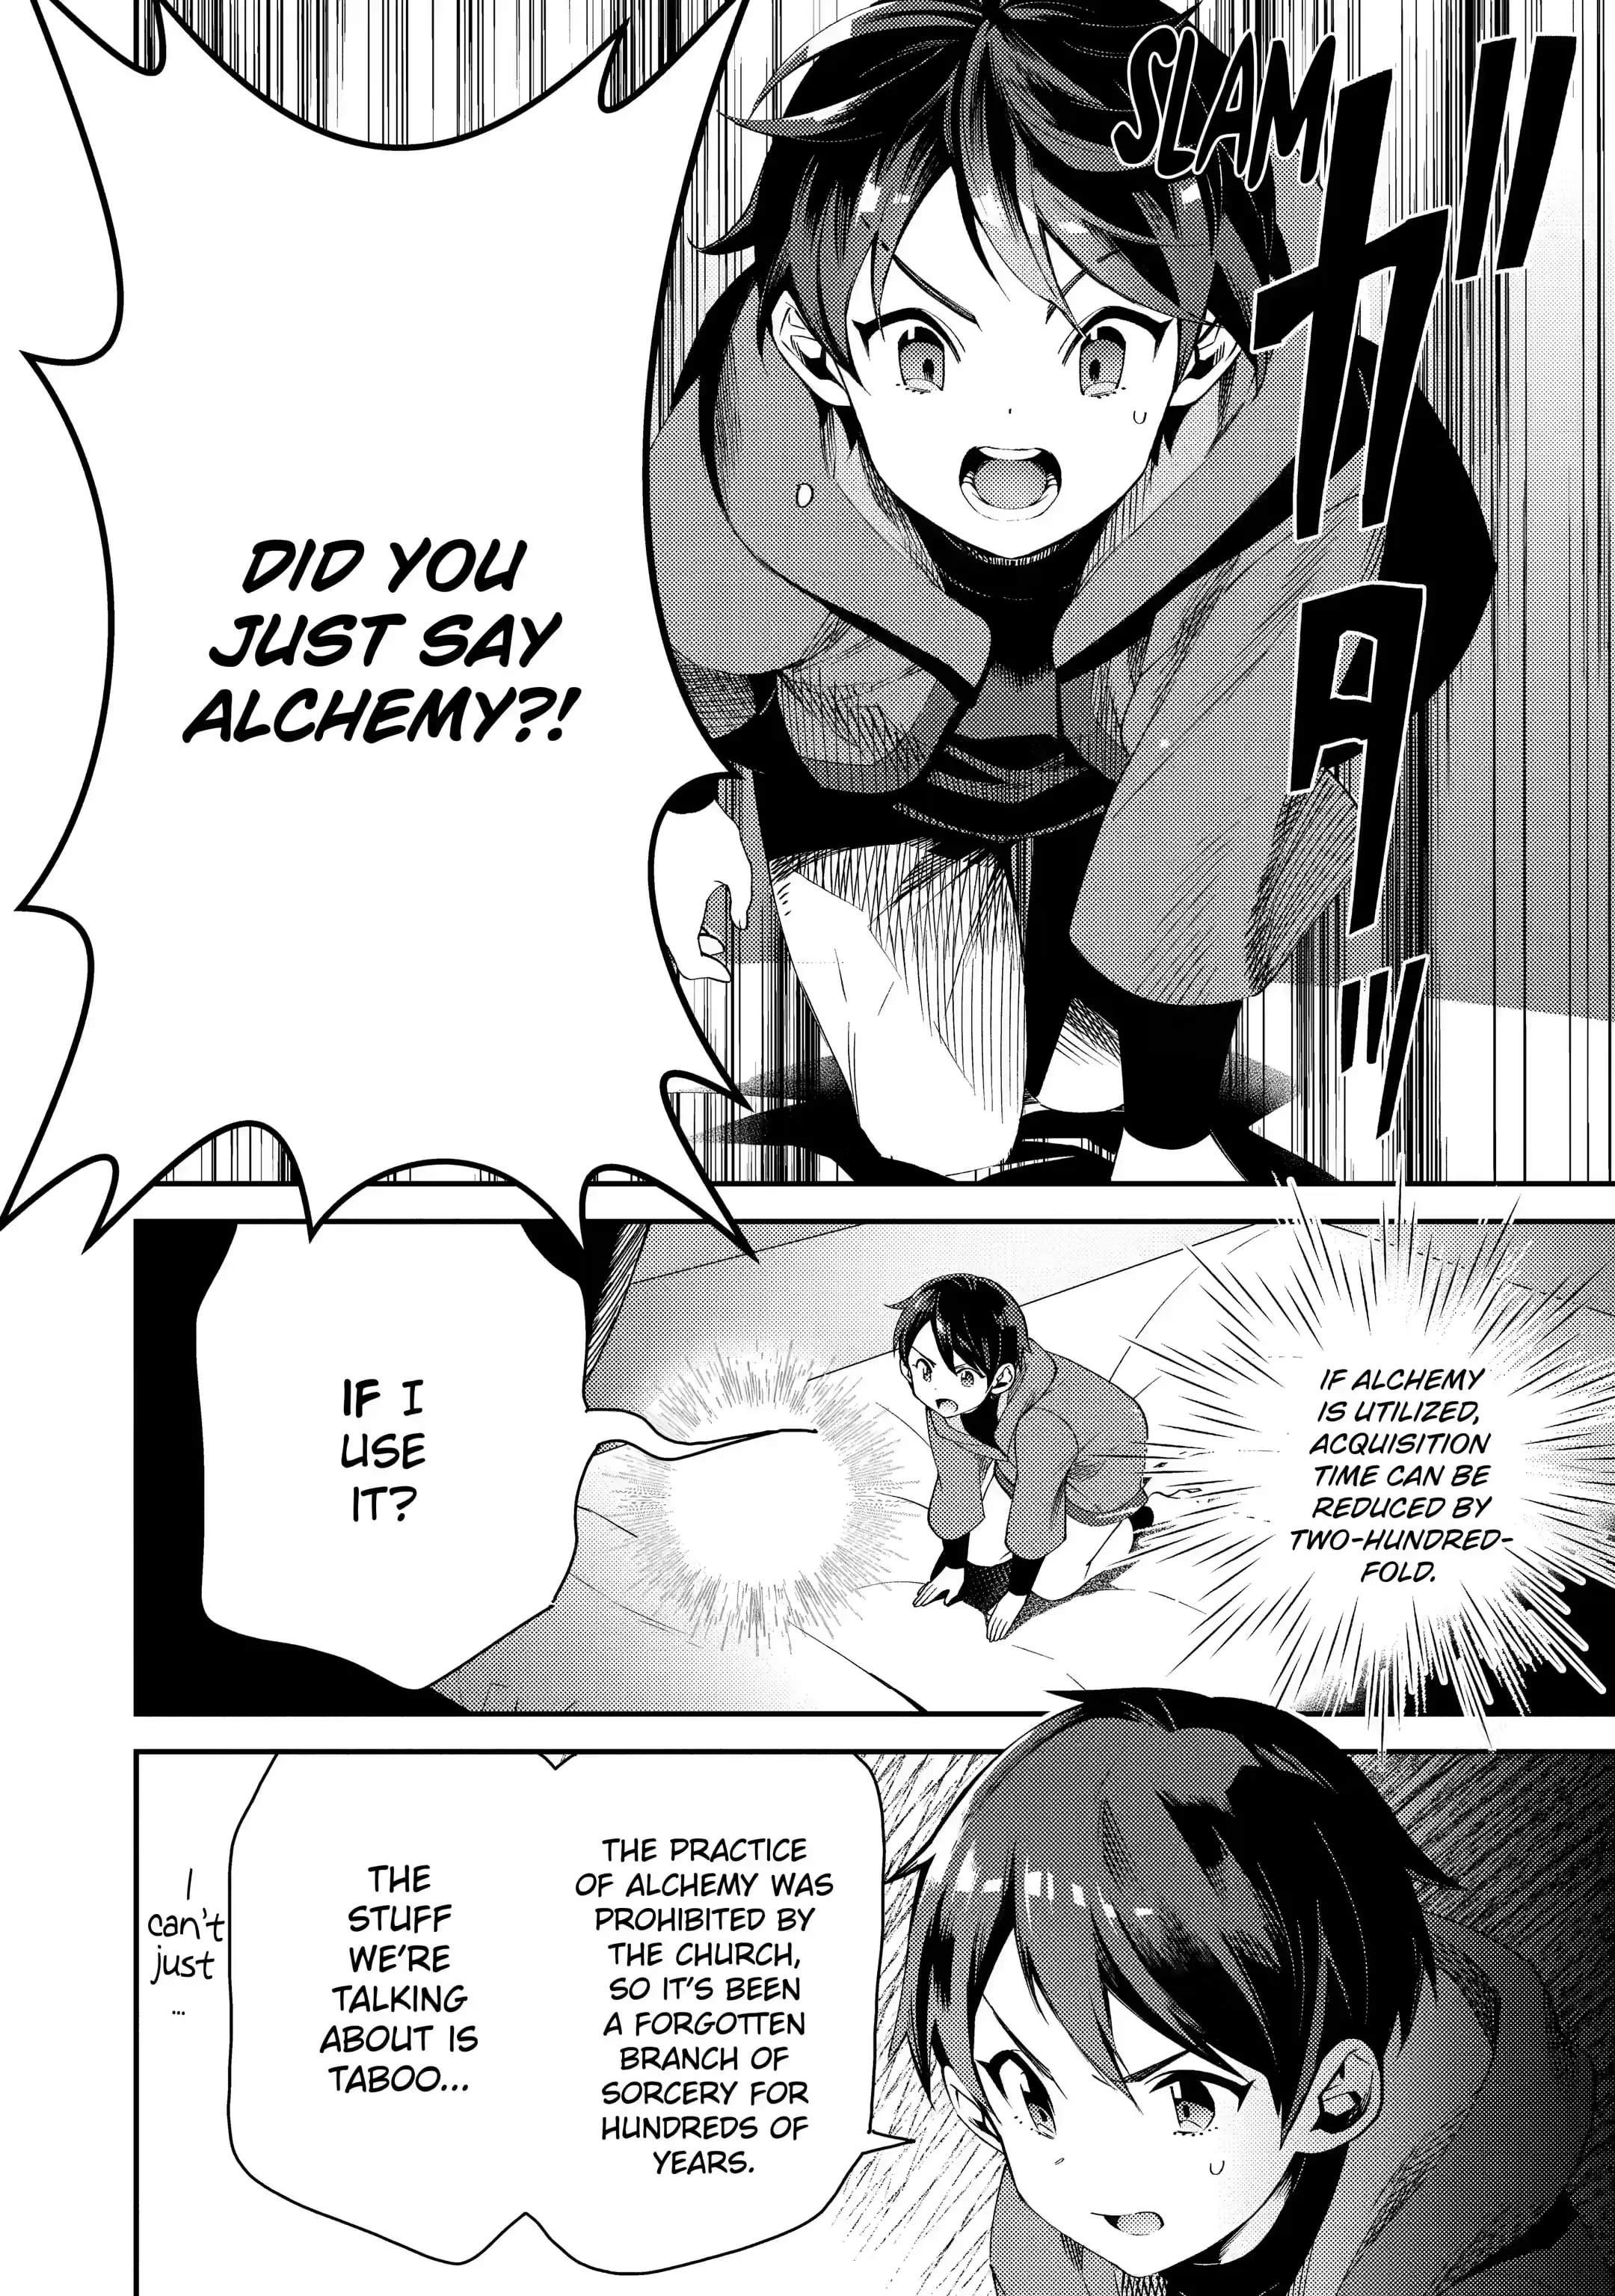 SLAM
ガタ
DID YOU
JUST SAY
ALCHEMY?!
IF ALCHEMY
IS UTILIZED,
ACQUISITION
TIME CAN BE
REDUCED BY
TWO-HUNDRED-
FOLD.
IF I
USE
IT?
THE PRACTICE
OF ALCHEMY WAS
PROHIBITED BY
THE CHURCH,
SO IT'S BEEN
A FORGOTTEN
BRANCH OF
SORCERY FOR
HUNDREDS OF
YEARS.
THE
STUFF
WE'RE
TALKING
ABOUT IS
TABOO...
I
can't
just
...